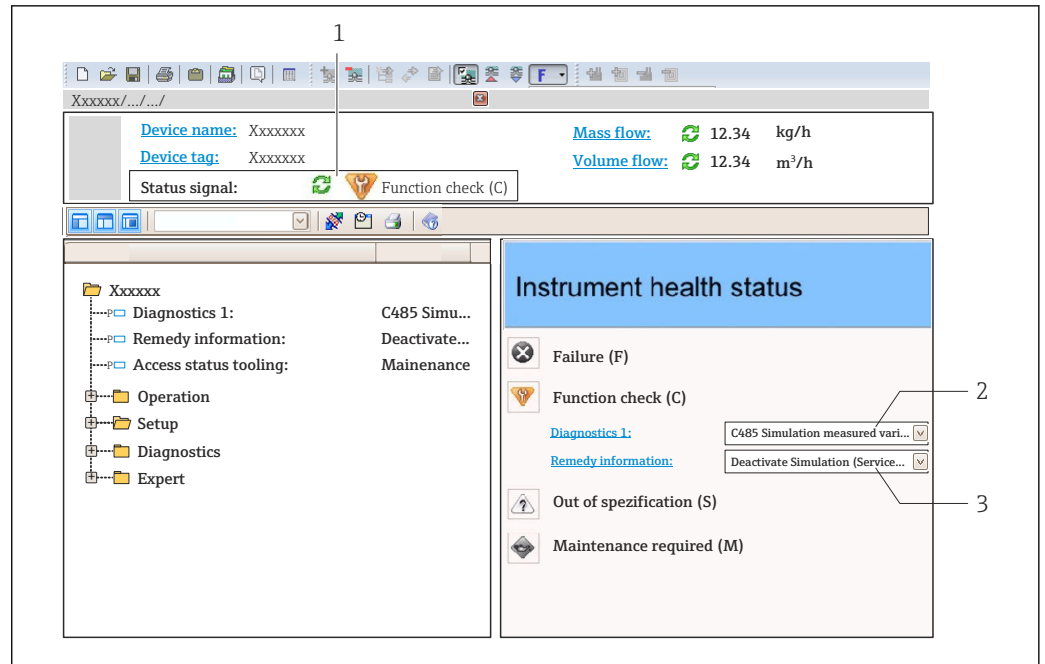 1
F
Xxxxxx/.../.../
Device name: Xxxxxxx
Mass flow: 12.34 kg/h
Device tag: Xxxxxxx
Volume flow: 12.34 m³/h
Status signal: Function check (C)
Xxxxxx
Diagnostics 1: C485 Simu...
Remedy information: Deactivate...
Access status tooling: Mainenance
Operation
Setup
Diagnostics
Expert
Instrument health status
Failure (F)
Function check (C)
2
Diagnostics 1: C485 Simulation measured vari...
Remedy information: Deactivate Simulation (Service...
Out of spezification (S)
3
Maintenance required (M)